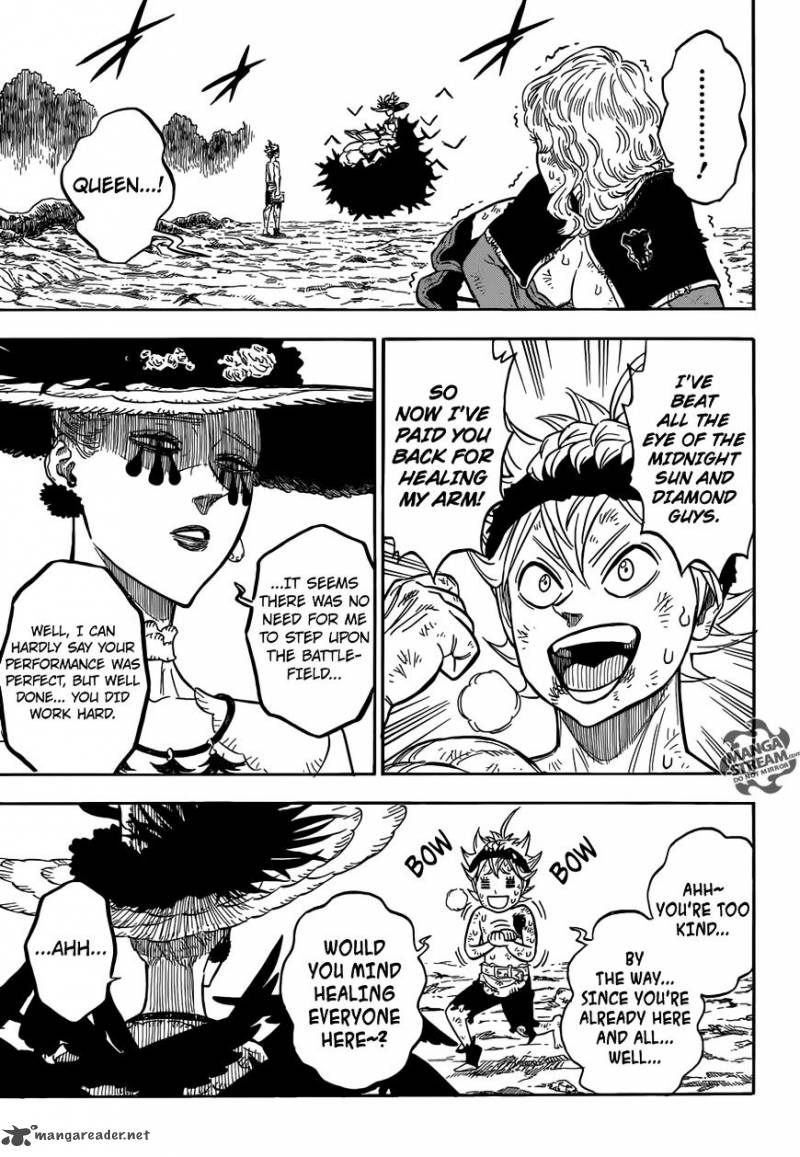 .........!
QUEEN...!
I'VE
BEAT
ALL THE
EYE OF THE
MIDNIGHT
SUN AND
DIAMOND
GUYS.
SO
NOW I'VE
PAID YOU
BACK FOR
HEALING
MY ARM!
...IT SEEMS
THERE WAS NO
NEED FOR ME
TO STEP UPON
THE BATTLE-
FIELD...
WELL, I CAN
HARDLY SAY YOUR
PERFORMANCE WAS
PERFECT, BUT WELL
DONE... YOU DID
WORK HARD.
MANGA
STREAM.COM
DO NOT MIRROR
AHH~
YOU'RE TOO
KIND...
BY
THE WAY...
SINCE YOU'RE
ALREADY HERE
AND ALL...
WELL...
BOW
BOW
WOULD
YOU MIND
HEALING
EVERYONE
HERE~?
...AHH...
mangareader.net